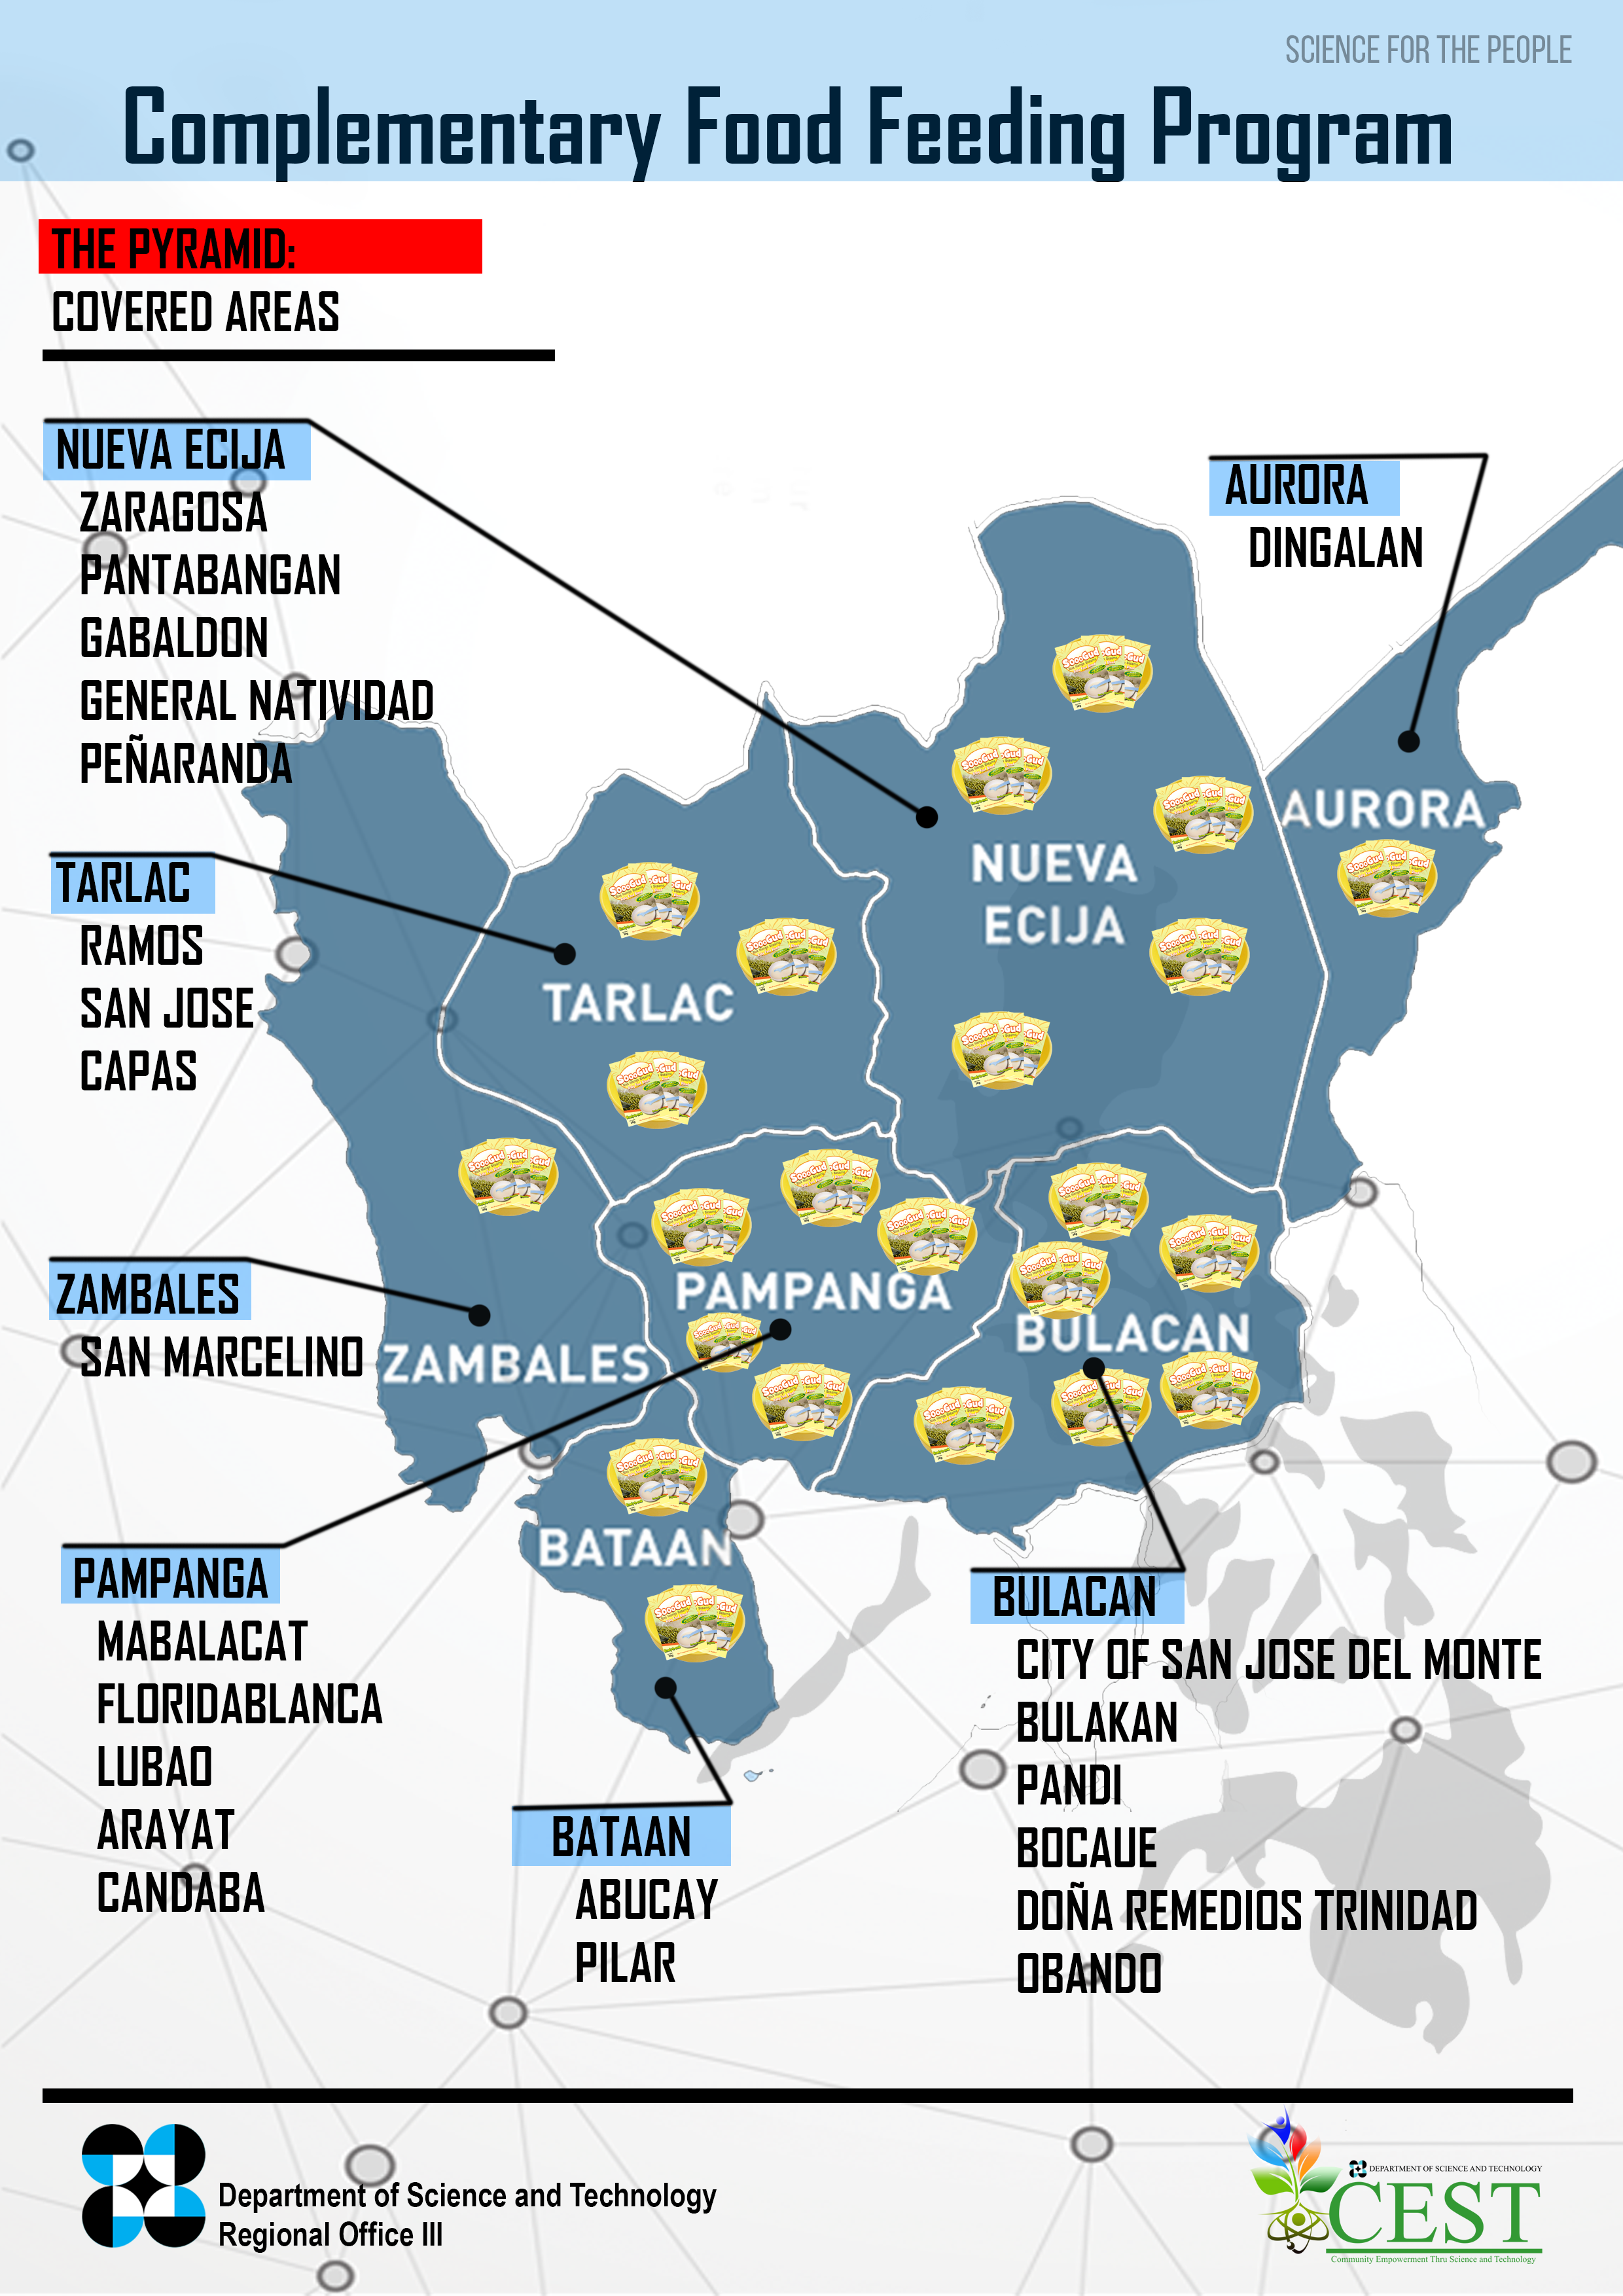 SCIENCE FOR THE PEOPLE
Complementary Food Feeding Program
THE PYRAMID:
COVERED AREAS
NUEVA ECIJA
ZARAGOSA
PANTABANGAN
GABALDON
GENERAL NATIVIDAD
PEÑARANDA
AURORA
DINGALAN
TARLAC
RAMOS
SAN JOSE
CAPAS
ZAMBALES
SAN MARCELINO
AURORA
NUEVA
ECIJA
TARLAC
PAMPANGA
BULACAN
ZAMBALES
BATAAN
PAMPANGA
MABALACAT
FLORIDABLANCA
LUBAO
ARAYAT
CANDABA
BATAAN
ABUCAY
PILAR
BULACAN
CITY OF SAN JOSE DEL MONTE
BULAKAN
PANDI
BOCAUE
DOÑA REMEDIOS TRINIDAD
OBANDO
Department of Science and Technology
Regional Office III
DEPARTMENT OF SCIENCE AND TECHNOLOGY
CEST
Community Empowerment Thru Science and Technology